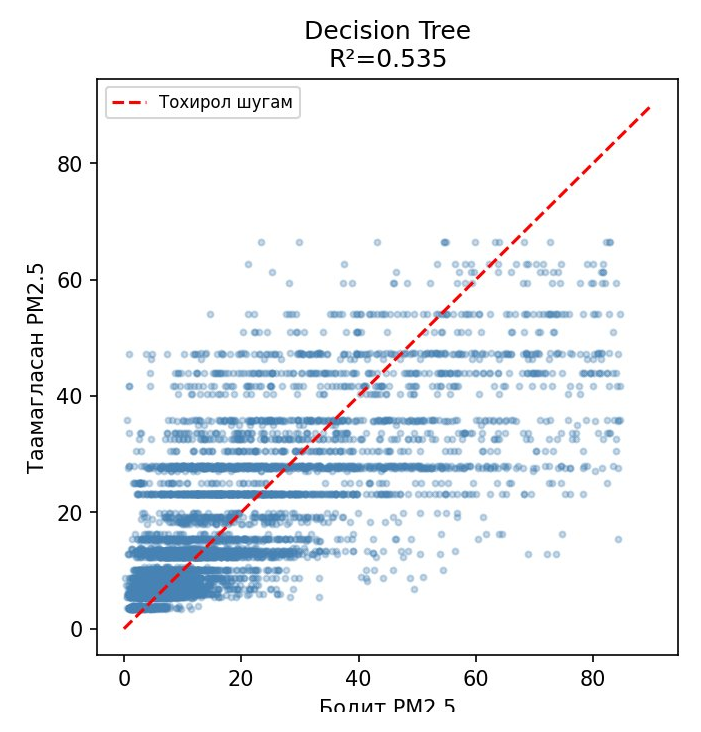 Decision Tree
R²=0.535
Тохирол шугам
Таамагласан PM2.5
80
60
40
20
0
0 20 40 60 80
Бодит PM2.5